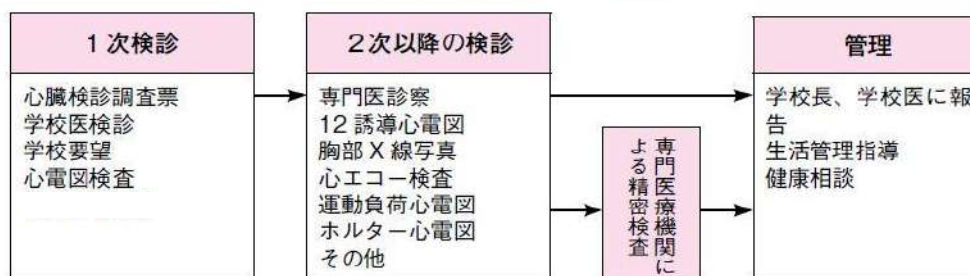 1次検診
心臓検診調査票
学校医検診
学校要望
心電図検査
2次以降の検診
専門医診察
12誘導心電図
胸部X線写真
心エコー検査
運動負荷心電図
ホルター心電図
その他
専門医療機関に
よる精密検査
管理
学校長、学校医に報
告
生活管理指導
健康相談